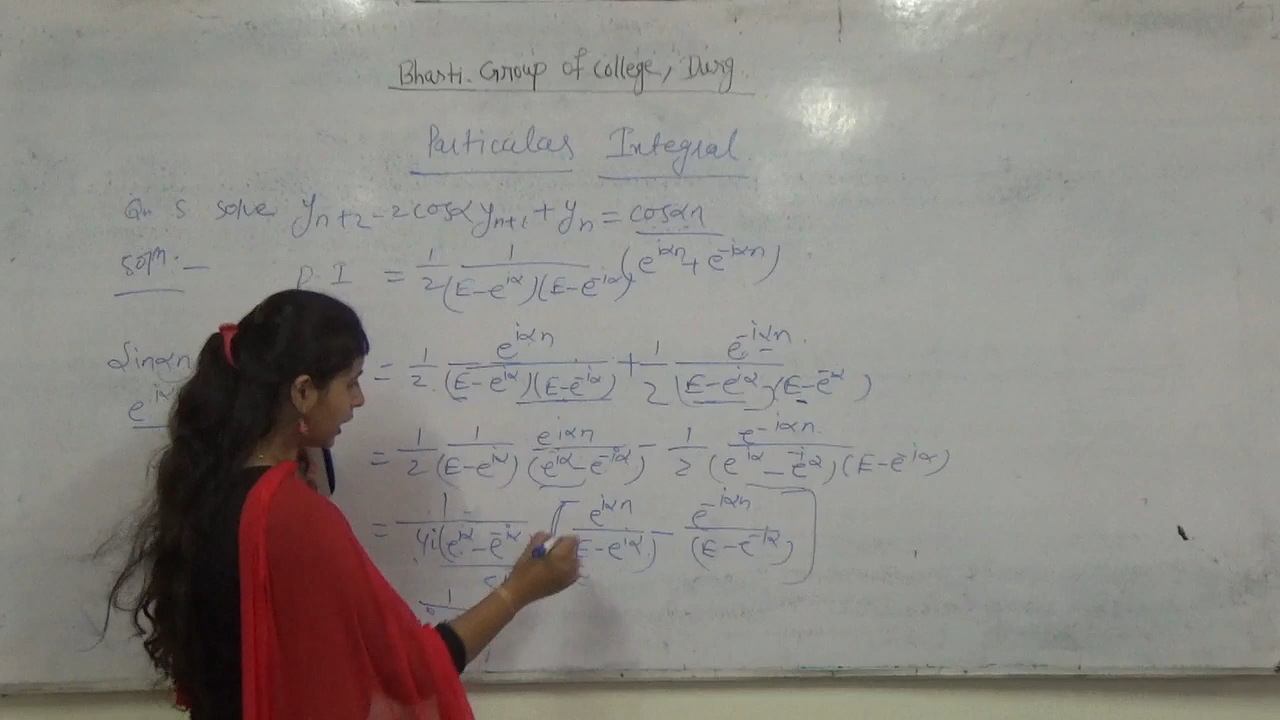 Bharti Group of College, Durg.
Particular Integral
Qn 5 solve y_{n+2} - 2cosα y_{n+1} + y_n = cosαn
soln. — P.I = 1/2 1/((E-e^{iα})(E-e^{-iα})) (e^{iαn} + e^{-iαn})
Sinαn
= 1/2 e^{iαn}/((E-e^{iα})(E-e^{-iα})) + 1/2 e^{-iαn}/((E-e^{iα})(E-e^{-iα}))
= 1/2 1/(E-e^{iα}) e^{iαn}/(e^{iα}-e^{-iα}) - 1/2 e^{-iαn}/((e^{iα}-e^{-iα})(E-e^{-iα}))
= 1/(4i(e^{iα}-e^{-iα} [e^{iαn}/(E-e^{iα}) - e^{-iαn}/(E-e^{-iα})]